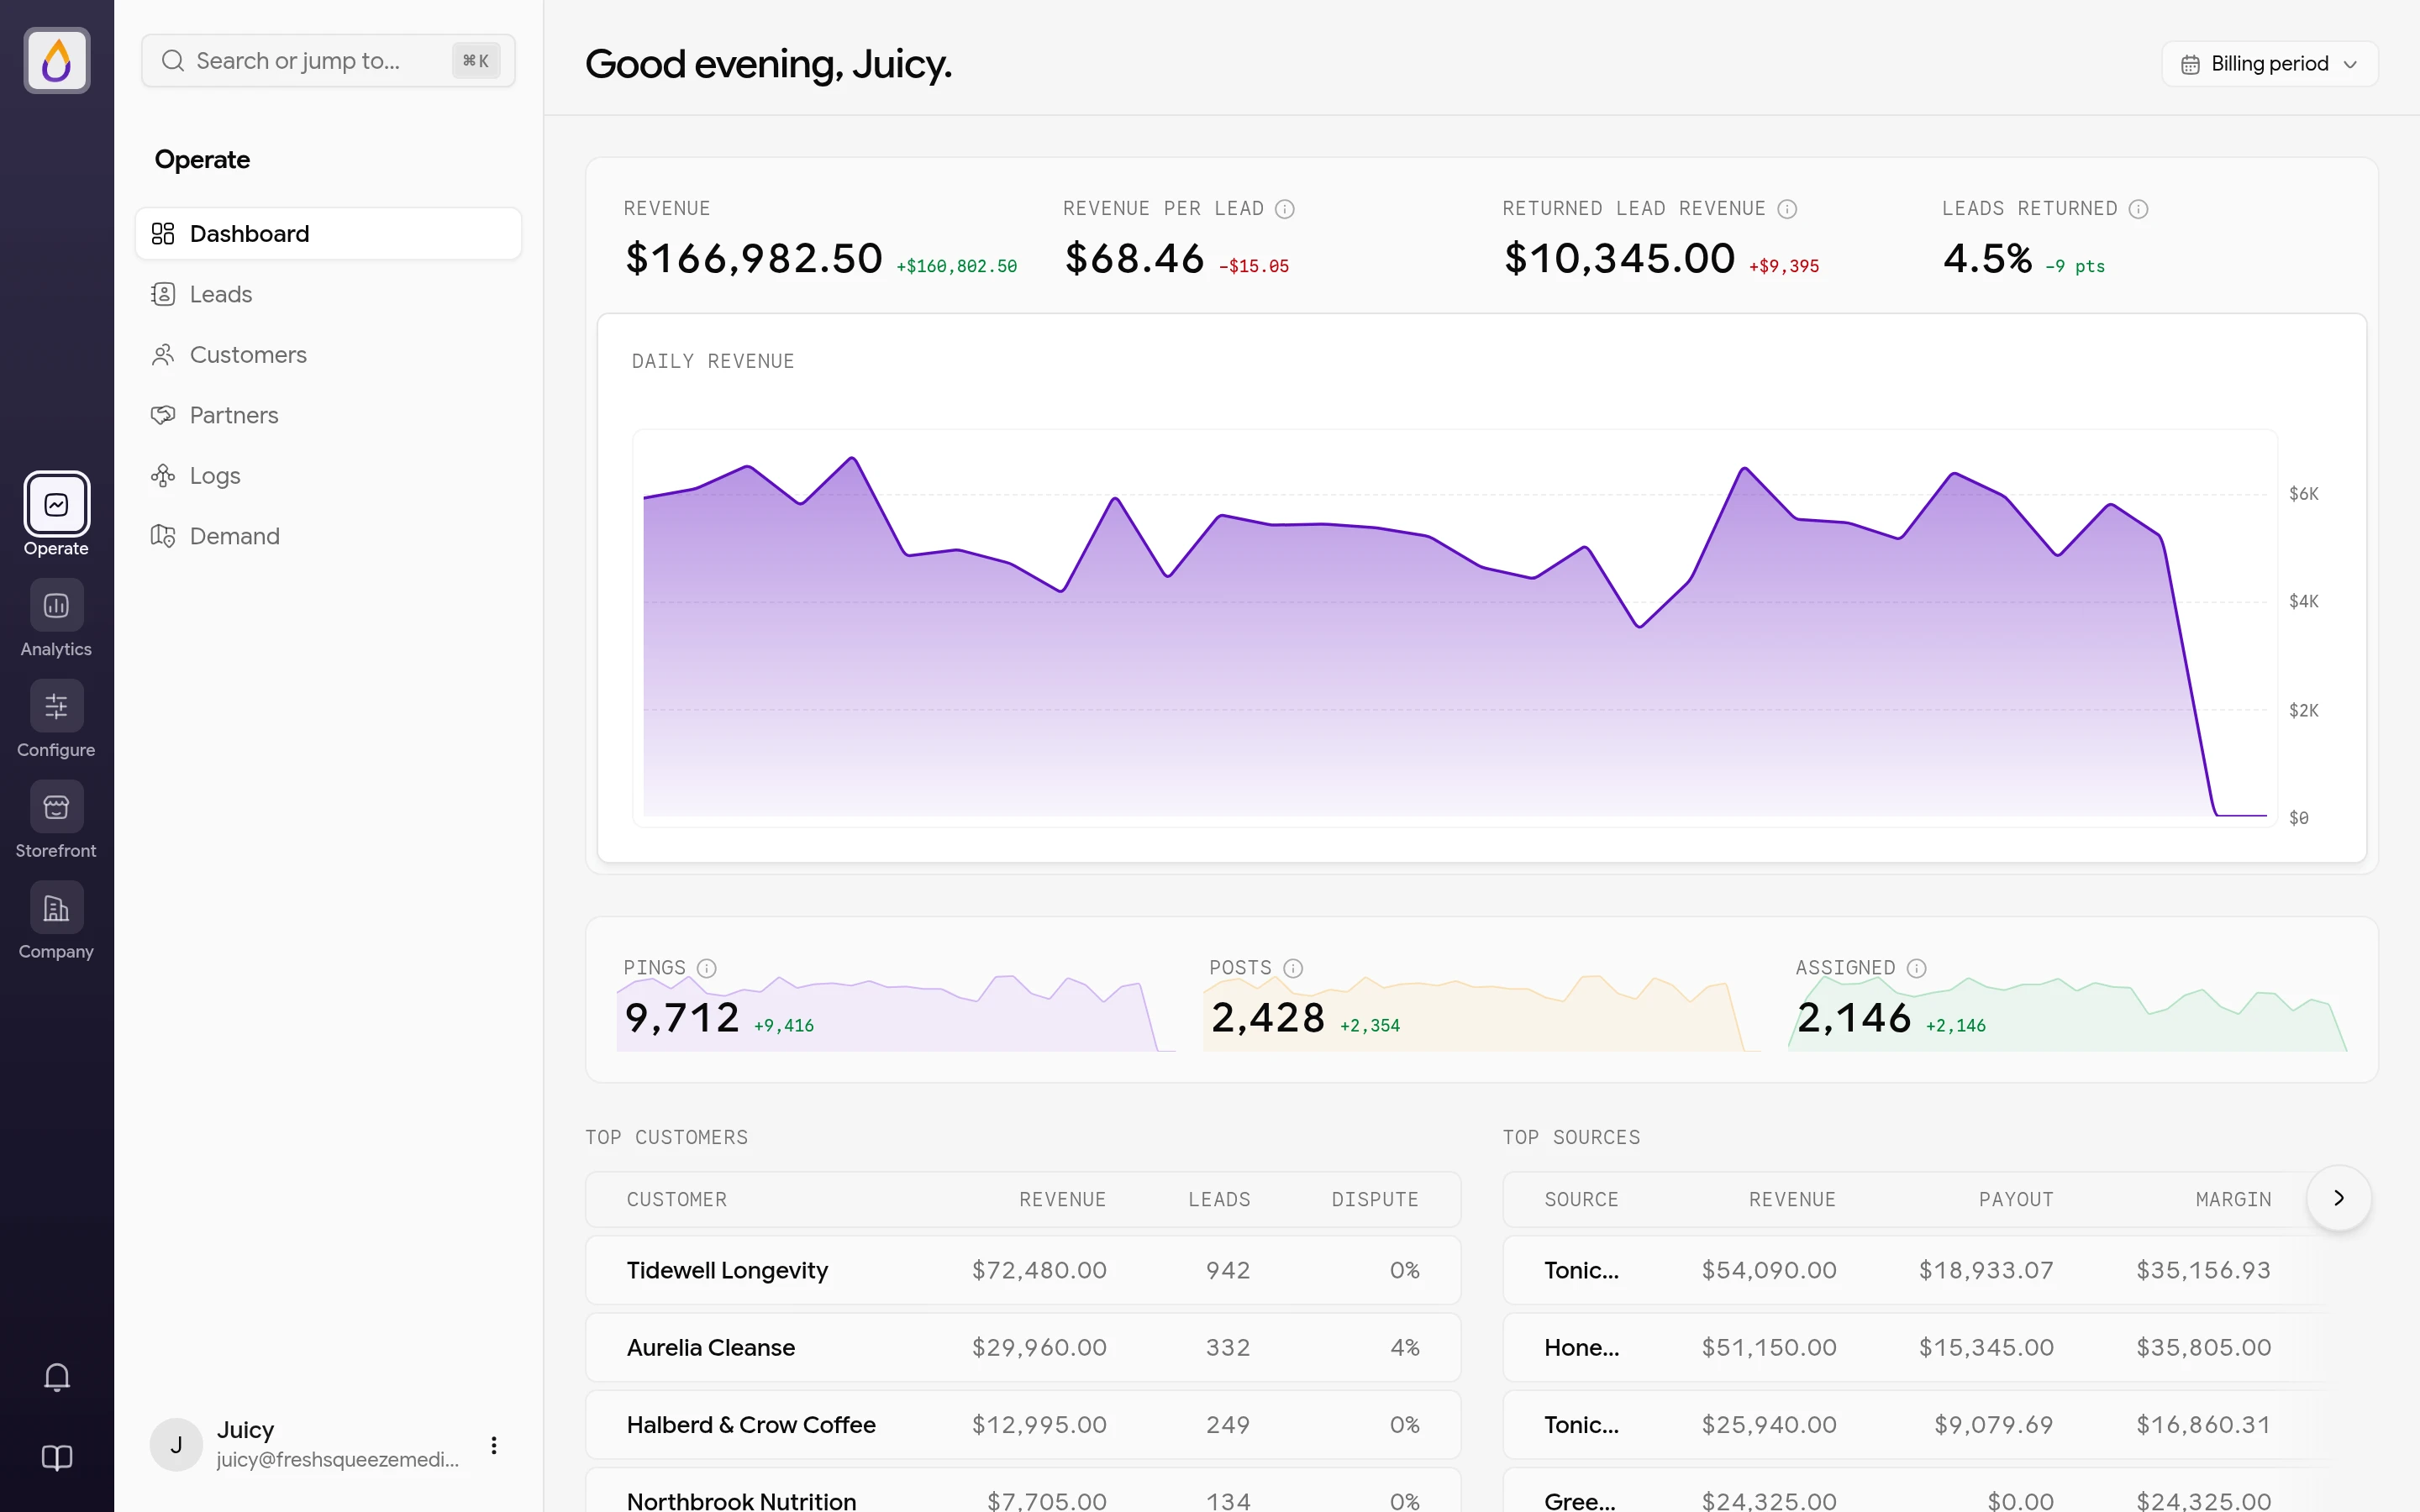 Search or jump to...
⌘K
Operate
Dashboard
Leads
Customers
Partners
Logs
Demand
Operate
Analytics
Configure
Storefront
Company
J
Juicy
juicy@freshsqueezemedi...
Good evening, Juicy.
Billing period
REVENUE
$166,982.50 +$160,802.50
REVENUE PER LEAD
$68.46 -$15.05
RETURNED LEAD REVENUE
$10,345.00 +$9,395
LEADS RETURNED
4.5% -9 pts
DAILY REVENUE
$6K
$4K
$2K
$0
PINGS
9,712 +9,416
POSTS
2,428 +2,354
ASSIGNED
2,146 +2,146
TOP CUSTOMERS
CUSTOMER REVENUE LEADS DISPUTE
Tidewell Longevity $72,480.00 942 0%
Aurelia Cleanse $29,960.00 332 4%
Halberd & Crow Coffee $12,995.00 249 0%
Northbrook Nutrition $7,705.00 134 0%
TOP SOURCES
SOURCE REVENUE PAYOUT MARGIN
Tonic... $54,090.00 $18,933.07 $35,156.93
Hone... $51,150.00 $15,345.00 $35,805.00
Tonic... $25,940.00 $9,079.69 $16,860.31
Gree... $24,325.00 $0.00 $24,325.00